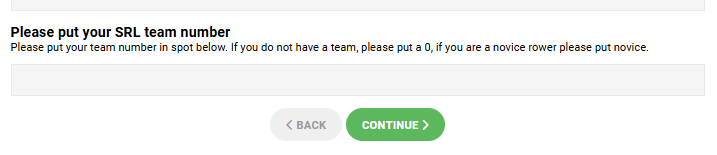 Please put your SRL team number
Please put your team number in spot below. If you do not have a team, please put a 0, if you are a novice rower please put novice.
BACK
CONTINUE